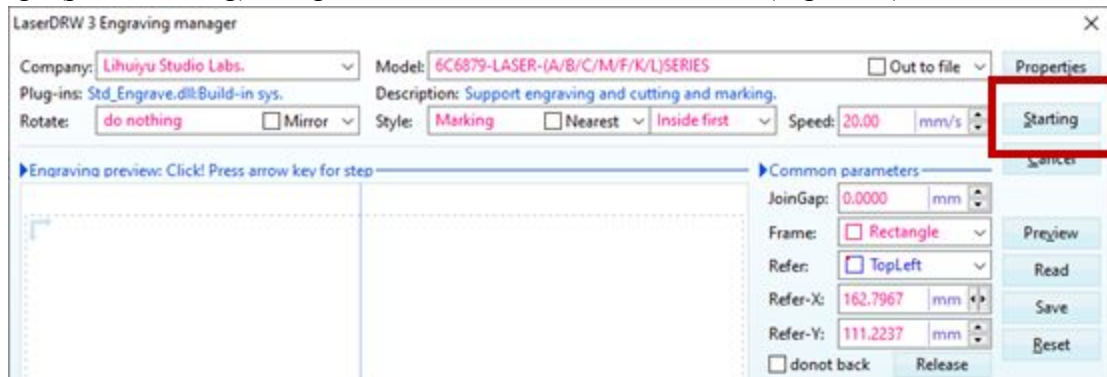 LaserDRW 3 Engraving manager
Company: Lihuiyu Studio Labs. Model: 6C6879-LASER-(A/B/C/M/F/K/L)SERIES Out to file Properties
Plug-ins: Std_Engrave.dll:Build-in sys. Description: Support engraving and cutting and marking.
Rotate: do nothing Mirror Style: Marking Nearest Inside first Speed: 20.00 mm/s Starting
Cancel
Engraving preview: Click! Press arrow key for step Common parameters
JoinGap: 0.0000 mm
Frame: Rectangle Preview
Refer: TopLeft Read
Refer-X: 162.7967 mm Save
Refer-Y: 111.2237 mm Reset
donot back Release